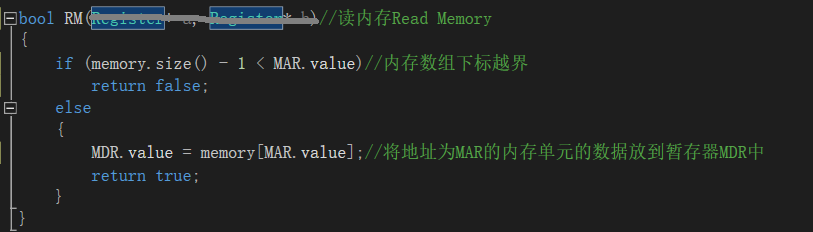 bool RM(Register* a, Register* b)//读内存Read Memory
{
if (memory.size() - 1 < MAR.value)//内存数组下标越界
return false;
else
{
MDR.value = memory[MAR.value];//将地址为MAR的内存单元的数据放到暂存器MDR中
return true;
}
}